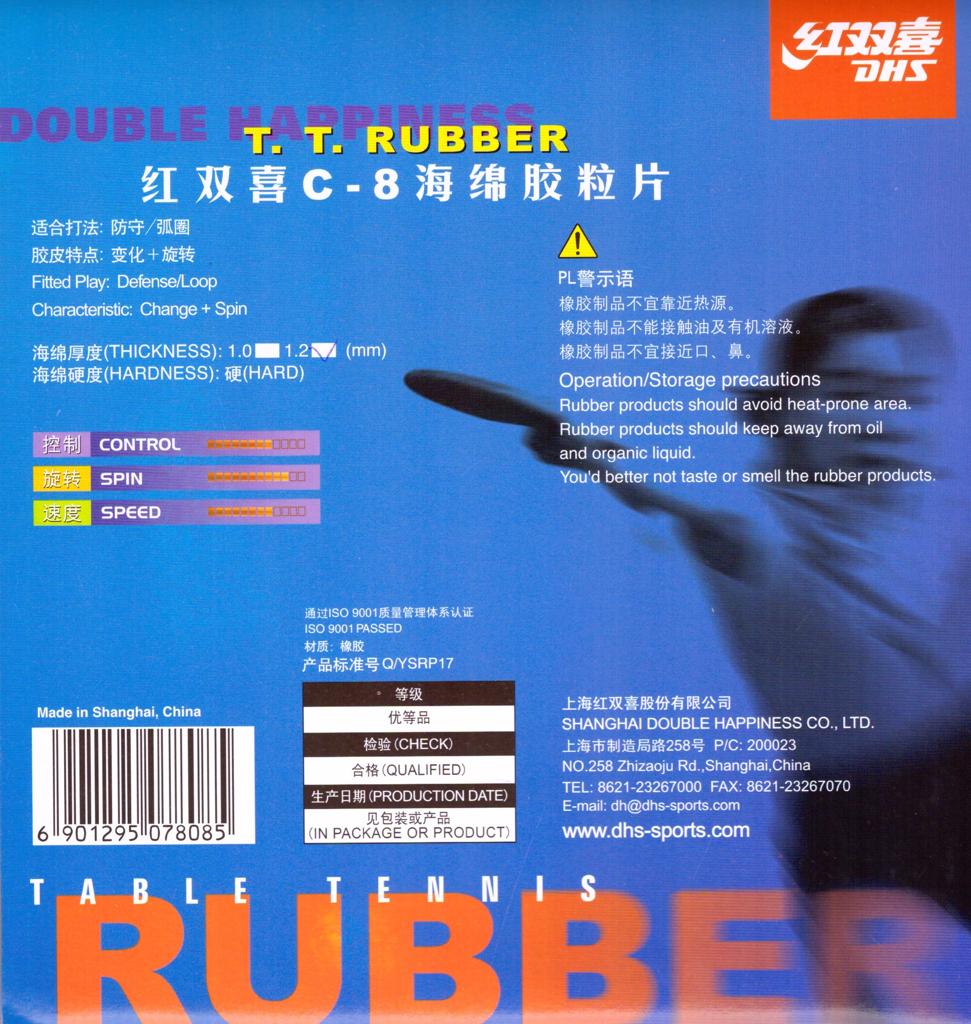 红双喜
DHS
DOUBLE HAPPINESS
T. T. RUBBER
红双喜C-8海绵胶粒片
适合打法: 防守/弧圈
胶皮特点: 变化+旋转
Fitted Play: Defense/Loop
Characteristic: Change + Spin
海绵厚度(THICKNESS): 1.0 1.2 (mm)
海绵硬度(HARDNESS): 硬(HARD)
控制 CONTROL
旋转 SPIN
速度 SPEED
PL警示语
橡胶制品不宜靠近热源。
橡胶制品不能接触油及有机溶液。
橡胶制品不宜接近口、鼻。
Operation/Storage precautions
Rubber products should avoid heat-prone area.
Rubber products should keep away from oil
and organic liquid.
You'd better not taste or smell the rubber products.
通过ISO 9001质量管理体系认证
ISO 9001 PASSED
材质: 橡胶
产品标准号Q/YSRP17
等级
优等品
检验(CHECK)
合格(QUALIFIED)
生产日期(PRODUCTION DATE)
见包装或产品
(IN PACKAGE OR PRODUCT)
Made in Shanghai, China
6 901295 078085
上海红双喜股份有限公司
SHANGHAI DOUBLE HAPPINESS CO., LTD.
上海市制造局路258号 P/C: 200023
NO.258 Zhizaoju Rd.,Shanghai,China
TEL: 8621-23267000 FAX: 8621-23267070
E-mail: dh@dhs-sports.com
www.dhs-sports.com
TABLE TENNIS
RUBBER